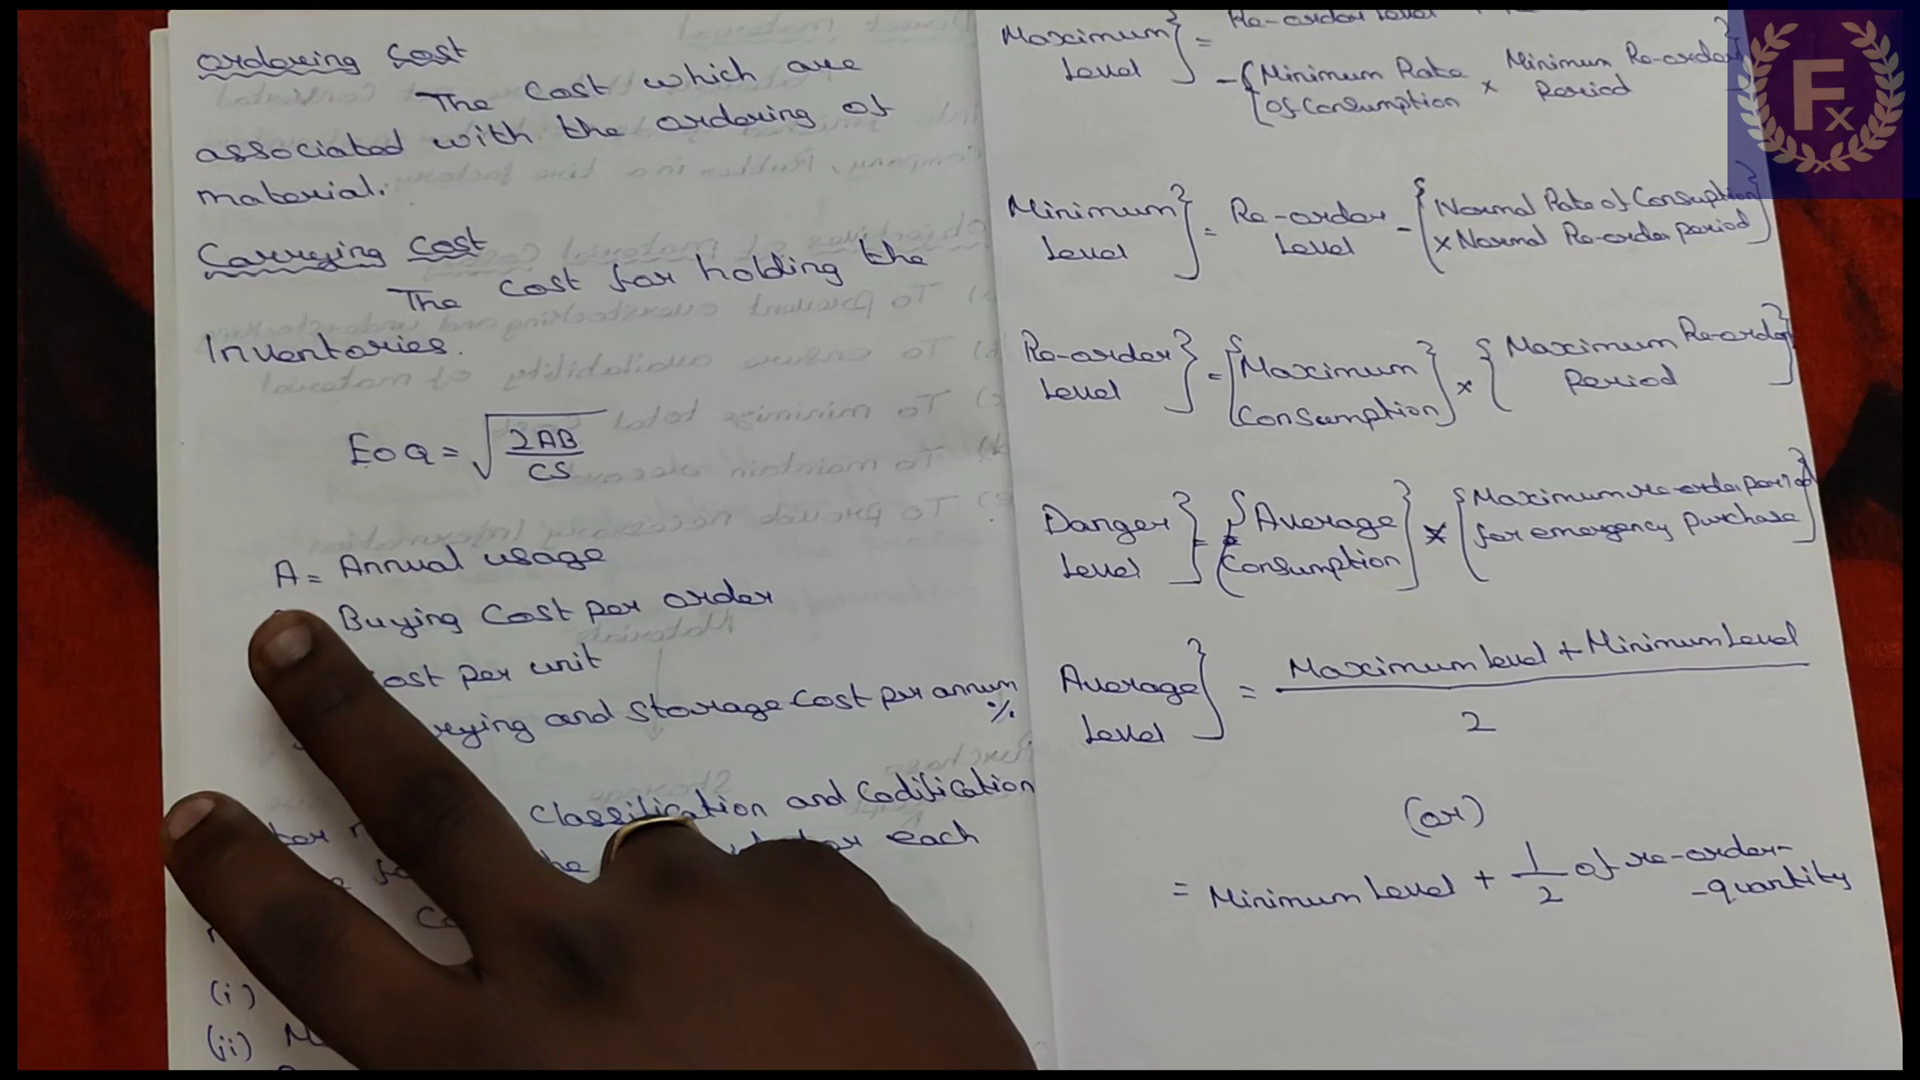 Ordering Cost
The Cost which are
associated with the ordering of
material.
Carrying Cost
The Cost for holding the
Inventories.
EOQ = √2AB
CS
A = Annual usage
Buying Cost per order
ost per unit
rying and Storage Cost per annum
%
Classification and Codification
each
(i)
(ii)
Maximum Level } = Re-order Level
- { Minimum Rate of Consumption × Minimum Re-order Period }
Minimum Level } = Re-order Level - { Normal Rate of Consuption × Normal Re-order period }
Re-order Level } = { Maximum Consumption } × { Maximum Re-order Period }
Danger Level } = { Average Consumption } × { Maximum re-order period for emergency purchase }
Average Level } = Maximum level + Minimum Level
2
(or)
= Minimum Level + 1/2 of re-order-
-quantity
Fx